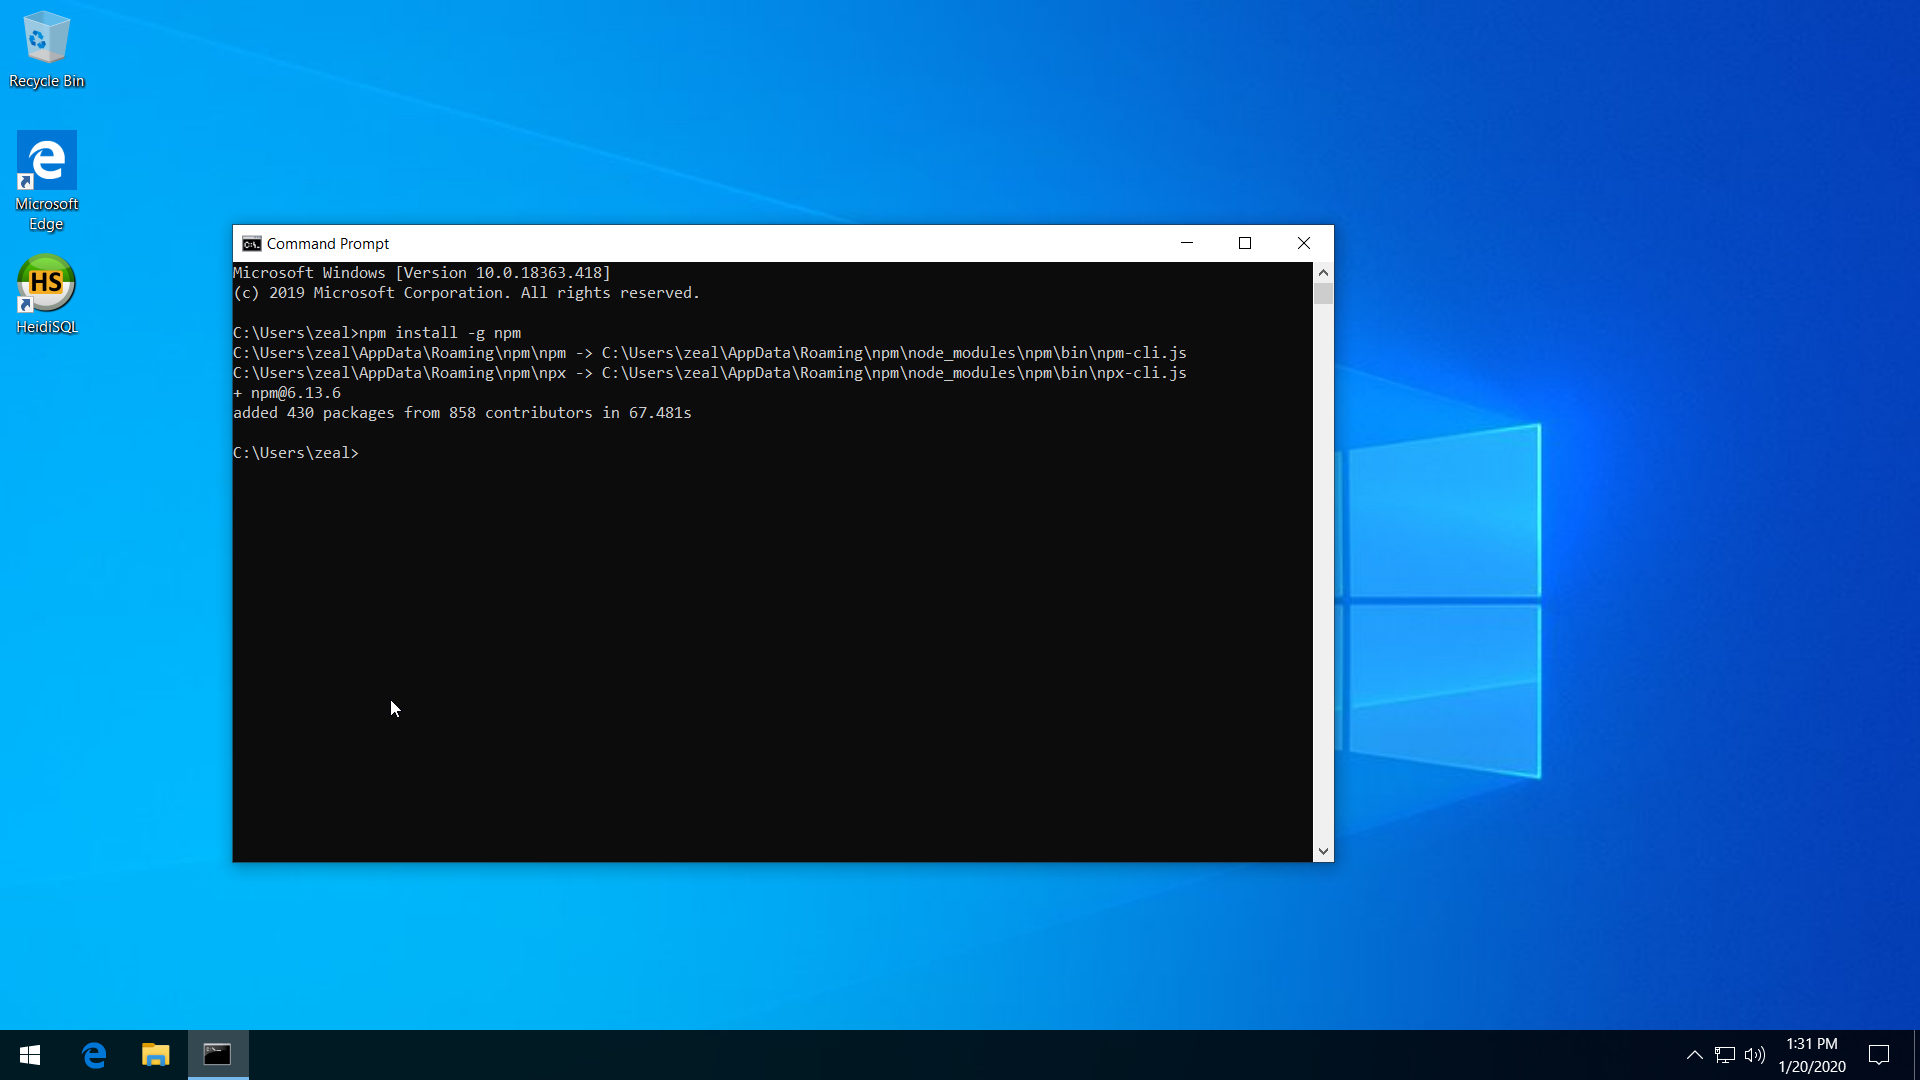 Recycle Bin
Microsoft
Edge
HS
HeidiSQL
Command Prompt
Microsoft Windows [Version 10.0.18363.418]
(c) 2019 Microsoft Corporation. All rights reserved.
C:\Users\zeal>npm install -g npm
C:\Users\zeal\AppData\Roaming\npm\npm -> C:\Users\zeal\AppData\Roaming\npm\node_modules\npm\bin\npm-cli.js
C:\Users\zeal\AppData\Roaming\npm\npx -> C:\Users\zeal\AppData\Roaming\npm\node_modules\npm\bin\npx-cli.js
+ npm@6.13.6
added 430 packages from 858 contributors in 67.481s
C:\Users\zeal>
1:31 PM
1/20/2020